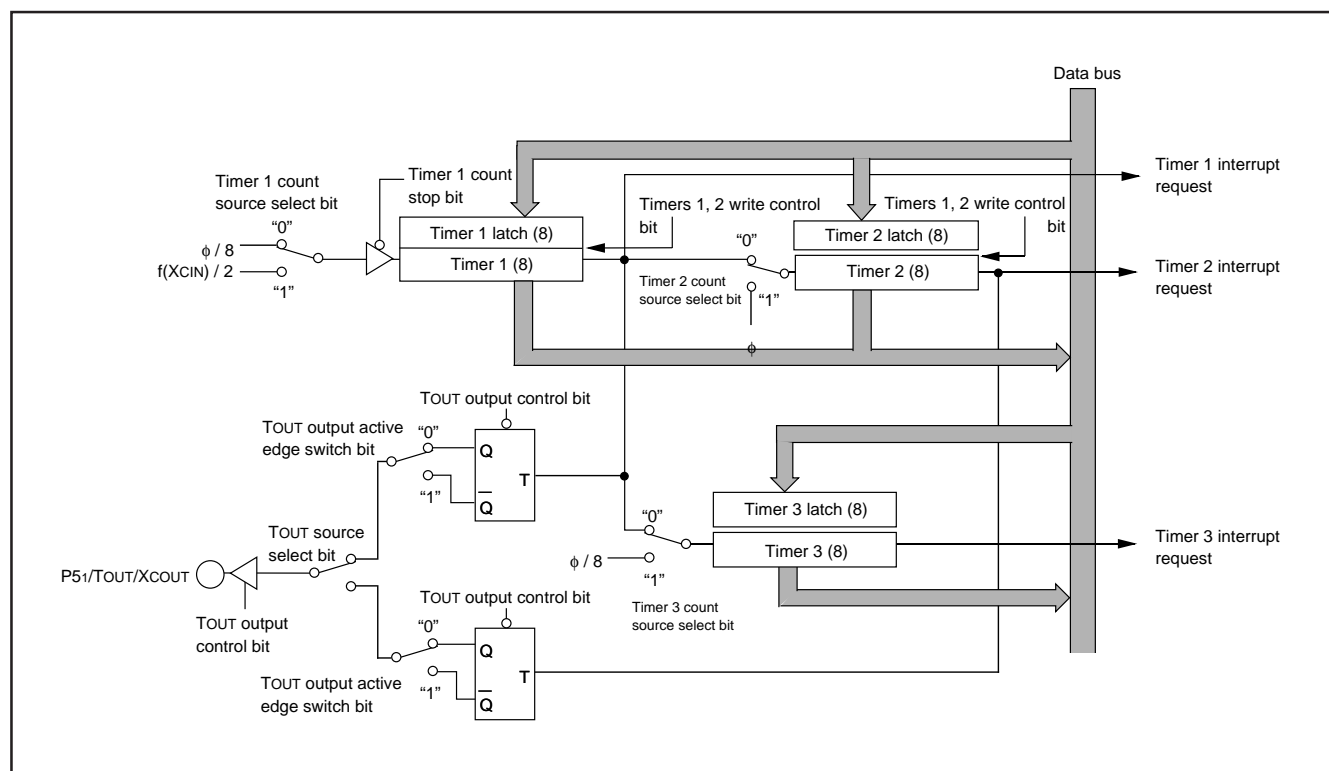 Data bus
Timer 1 interrupt
request
Timer 1 count
source select bit
Timer 1 count
stop bit
Timers 1, 2 write control
bit
Timers 1, 2 write control
bit
“0”
ϕ / 8
f(XCIN) / 2
“1”
Timer 1 latch (8)
Timer 1 (8)
“0”
Timer 2 count
source select bit
“1”
ϕ
Timer 2 latch (8)
Timer 2 (8)
Timer 2 interrupt
request
TOUT output control bit
TOUT output active
edge switch bit
“0”
“1”
Q
T
Q̅
TOUT source
select bit
P51/TOUT/XCOUT
TOUT output
control bit
“0”
ϕ / 8
“1”
Timer 3 count
source select bit
Timer 3 latch (8)
Timer 3 (8)
Timer 3 interrupt
request
TOUT output control bit
“0”
TOUT output active
edge switch bit
“1”
Q
T
Q̅